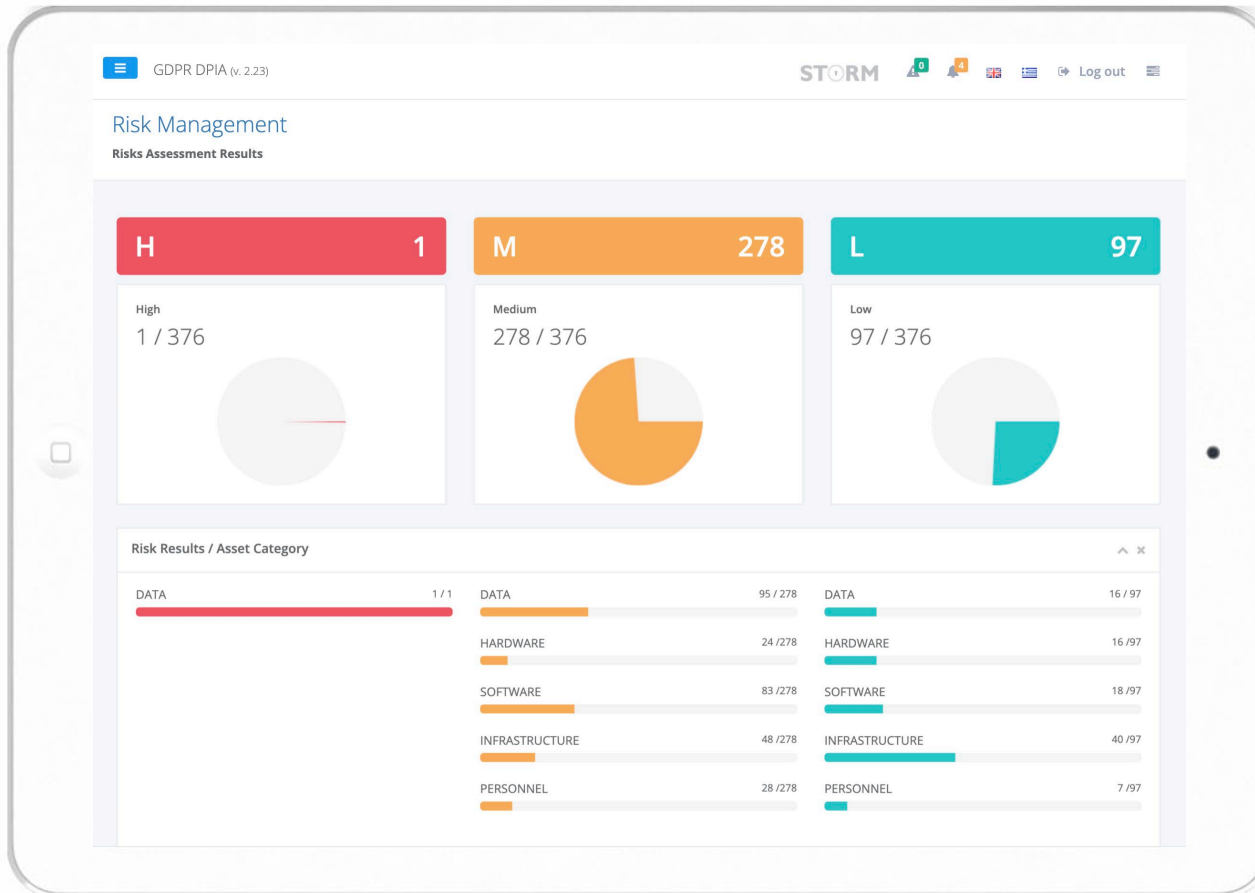 GDPR DPIA (v. 2.23)
STORM
0
4
Log out
Risk Management
Risks Assessment Results
H 1
M 278
L 97
High
1 / 376
Medium
278 / 376
Low
97 / 376
Risk Results / Asset Category
DATA 1 / 1
DATA 95 / 278
HARDWARE 24 /278
SOFTWARE 83 /278
INFRASTRUCTURE 48 /278
PERSONNEL 28 /278
DATA 16 / 97
HARDWARE 16 /97
SOFTWARE 18 /97
INFRASTRUCTURE 40 /97
PERSONNEL 7 /97